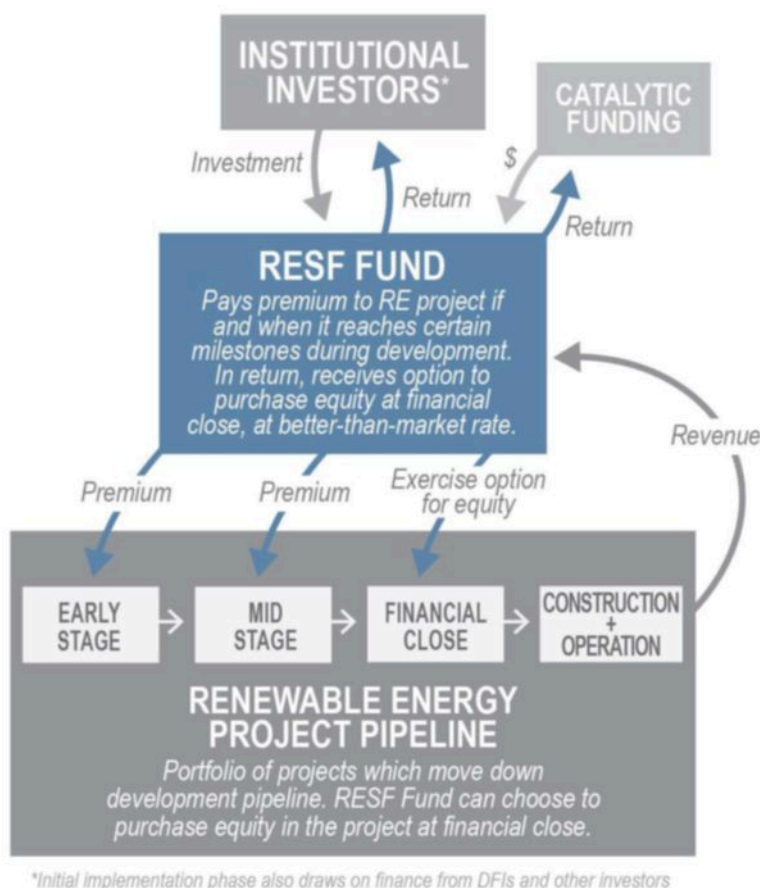 INSTITUTIONAL
INVESTORS*
CATALYTIC
FUNDING
Investment
$
Return
Return
RESF FUND
Pays premium to RE project if
and when it reaches certain
milestones during development.
In return, receives option to
purchase equity at financial
close, at better-than-market rate.
Revenue
Premium
Premium
Exercise option
for equity
EARLY
STAGE
MID
STAGE
FINANCIAL
CLOSE
CONSTRUCTION
+
OPERATION
RENEWABLE ENERGY
PROJECT PIPELINE
Portfolio of projects which move down
development pipeline. RESF Fund can choose to
purchase equity in the project at financial close.
*Initial implementation phase also draws on finance from DFIs and other investors